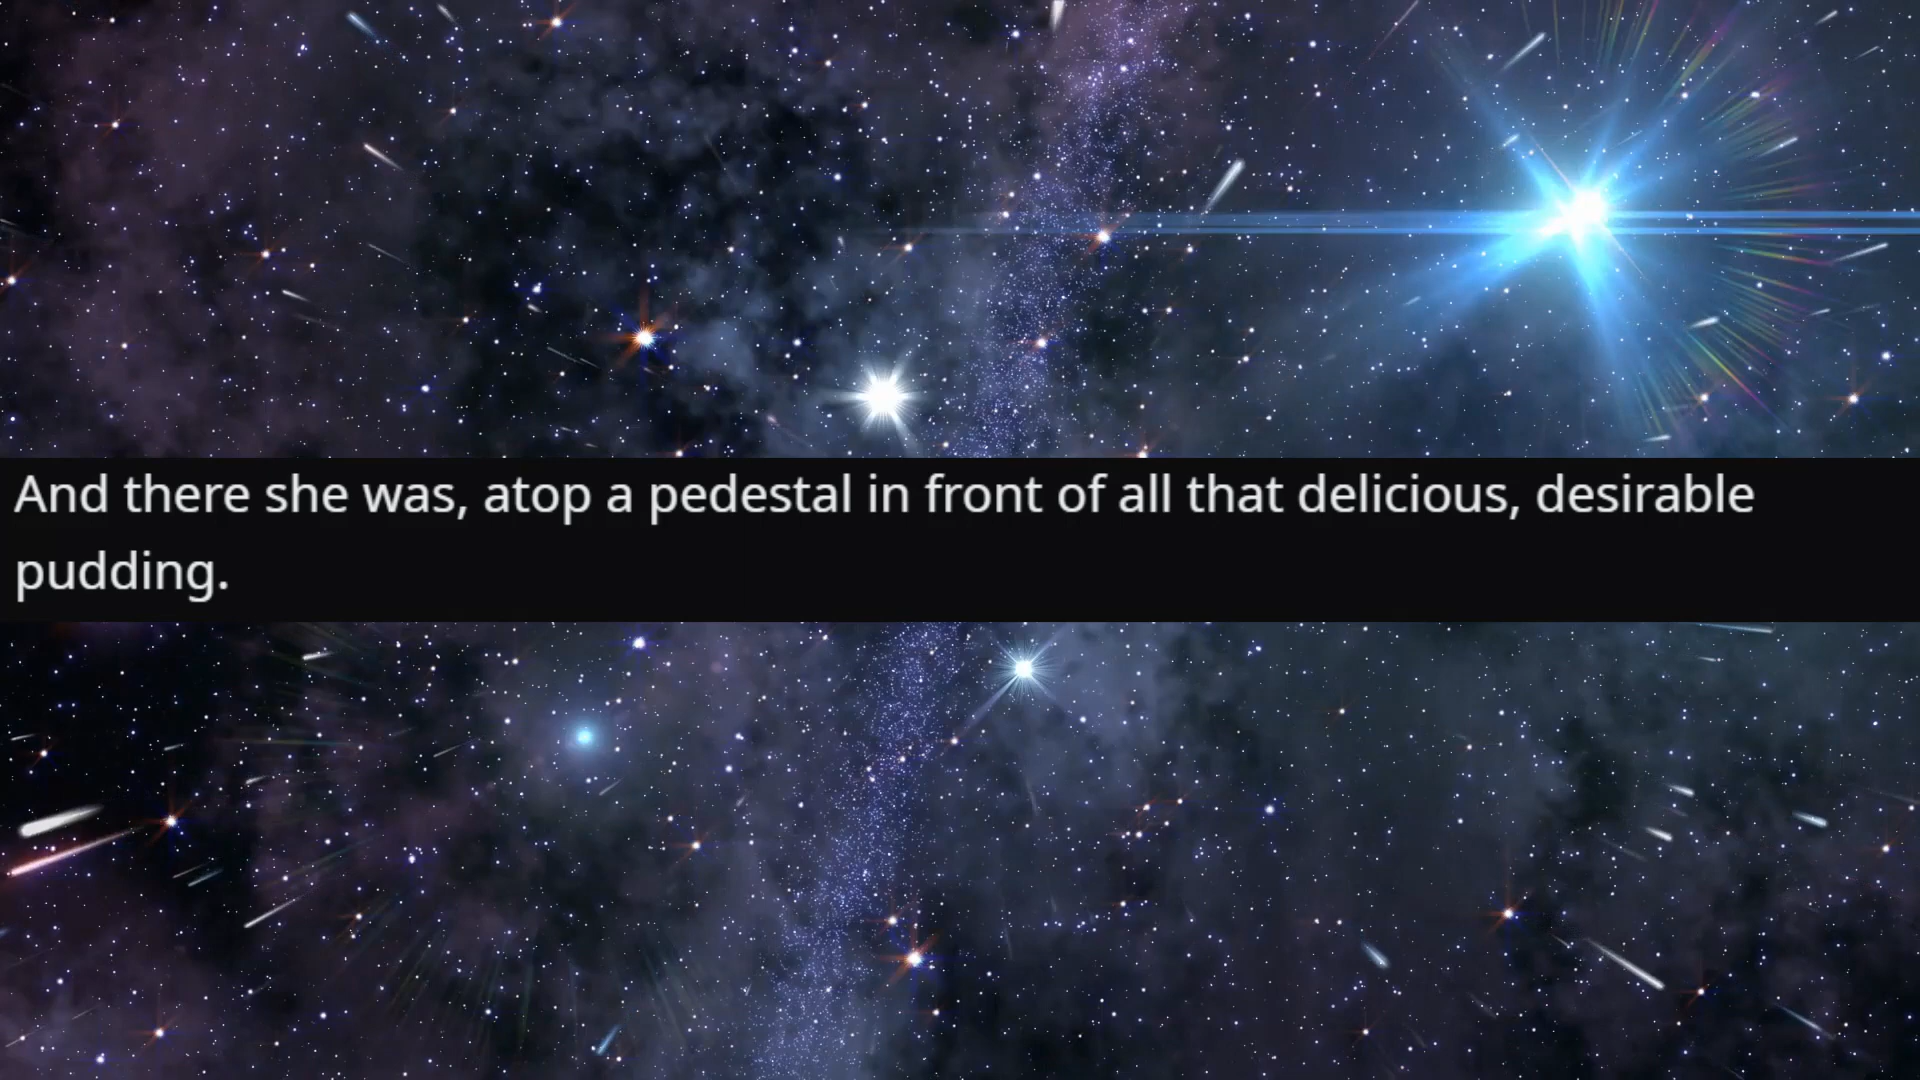 And there she was, atop a pedestal in front of all that delicious, desirable
pudding.